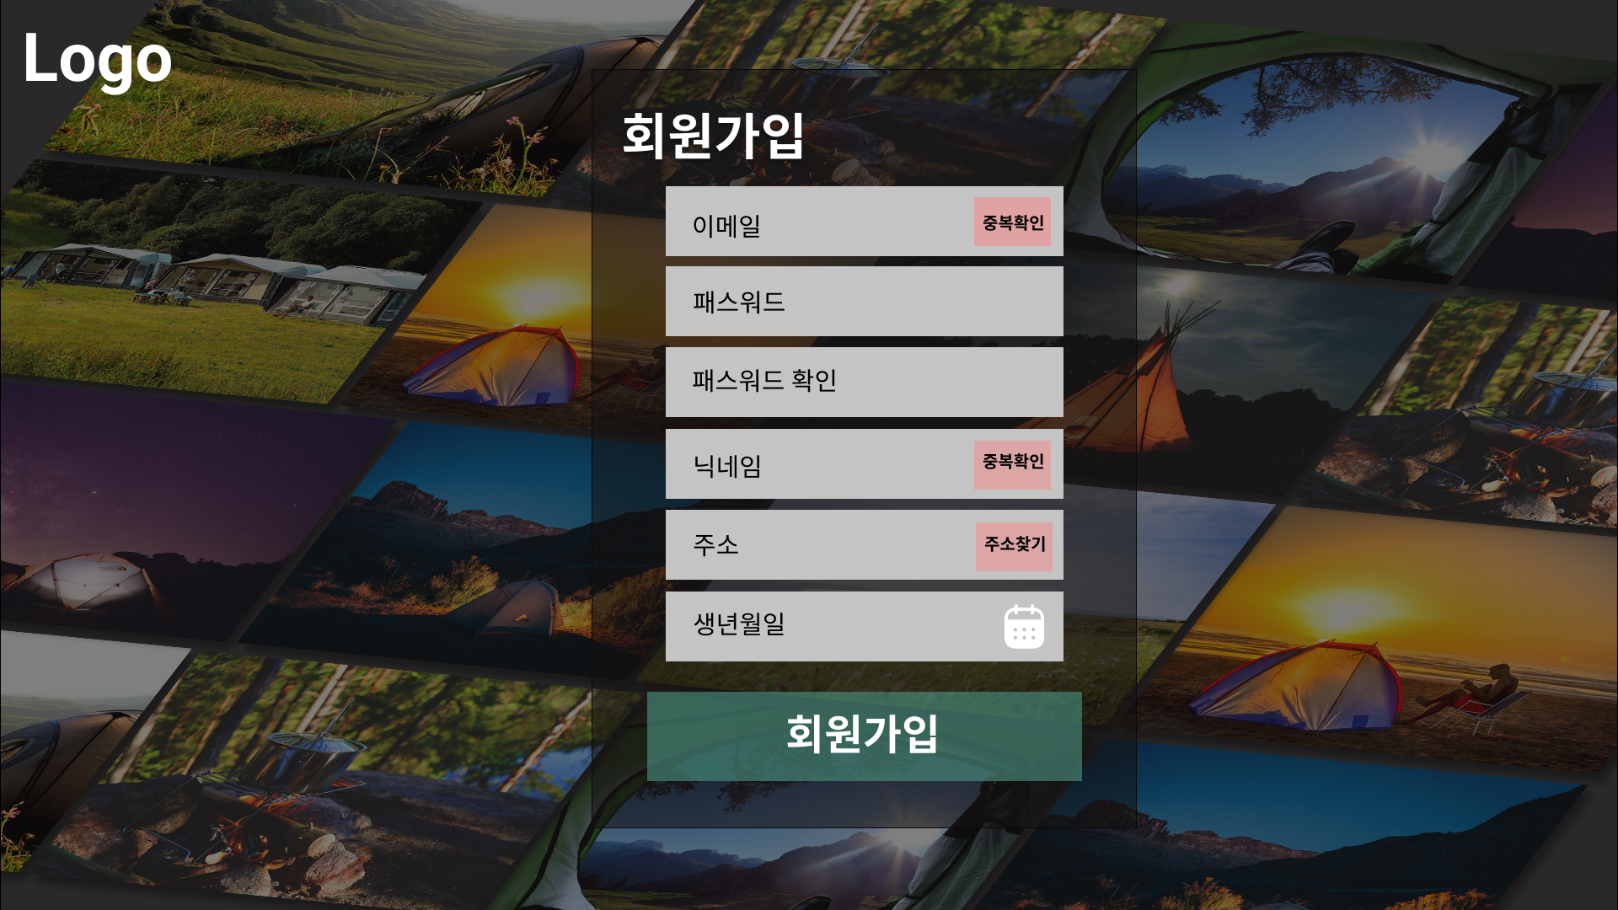 Logo
회원가입
이메일
중복확인
패스워드
패스워드 확인
닉네임
중복확인
주소
주소찾기
생년월일
회원가입